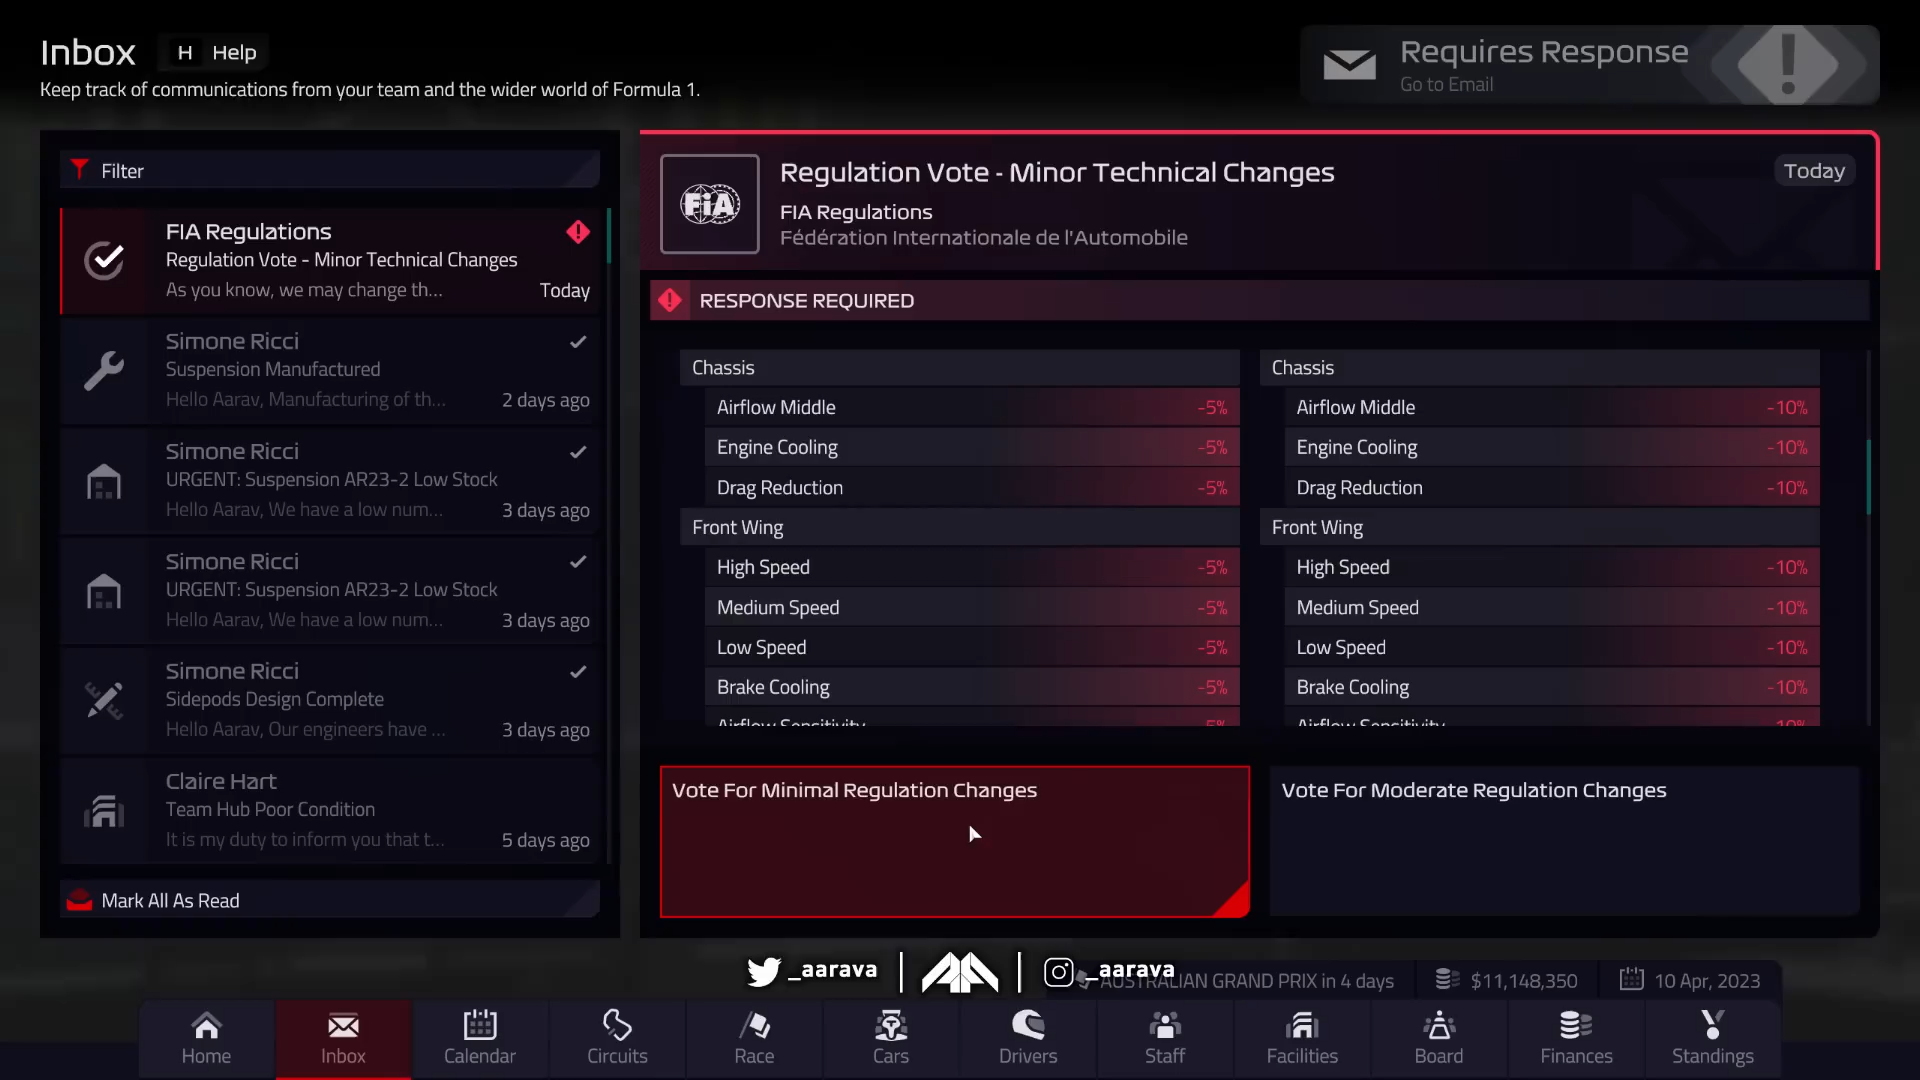 Inbox
H Help
Keep track of communications from your team and the wider world of Formula 1.
Requires Response
Go to Email
Filter
FIA Regulations
Regulation Vote - Minor Technical Changes
As you know, we may change th...
Today
Simone Ricci
Suspension Manufactured
Hello Aarav, Manufacturing of th...
2 days ago
Simone Ricci
URGENT: Suspension AR23-2 Low Stock
Hello Aarav, We have a low num...
3 days ago
Simone Ricci
URGENT: Suspension AR23-2 Low Stock
Hello Aarav, We have a low num...
3 days ago
Simone Ricci
Sidepods Design Complete
Hello Aarav, Our engineers have ...
3 days ago
Claire Hart
Team Hub Poor Condition
It is my duty to inform you that t...
5 days ago
Mark All As Read
FiA
Regulation Vote - Minor Technical Changes
Today
FIA Regulations
Fédération Internationale de l'Automobile
RESPONSE REQUIRED
Chassis
Airflow Middle -5%
Engine Cooling -5%
Drag Reduction -5%
Front Wing
High Speed -5%
Medium Speed -5%
Low Speed -5%
Brake Cooling -5%
Airflow Sensitivity -5%
Chassis
Airflow Middle -10%
Engine Cooling -10%
Drag Reduction -10%
Front Wing
High Speed -10%
Medium Speed -10%
Low Speed -10%
Brake Cooling -10%
Airflow Sensitivity -10%
Vote For Minimal Regulation Changes
Vote For Moderate Regulation Changes
_aarava
_aarava
AUSTRALIAN GRAND PRIX in 4 days
$11,148,350
10 Apr, 2023
Home
Inbox
Calendar
Circuits
Race
Cars
Drivers
Staff
Facilities
Board
Finances
Standings